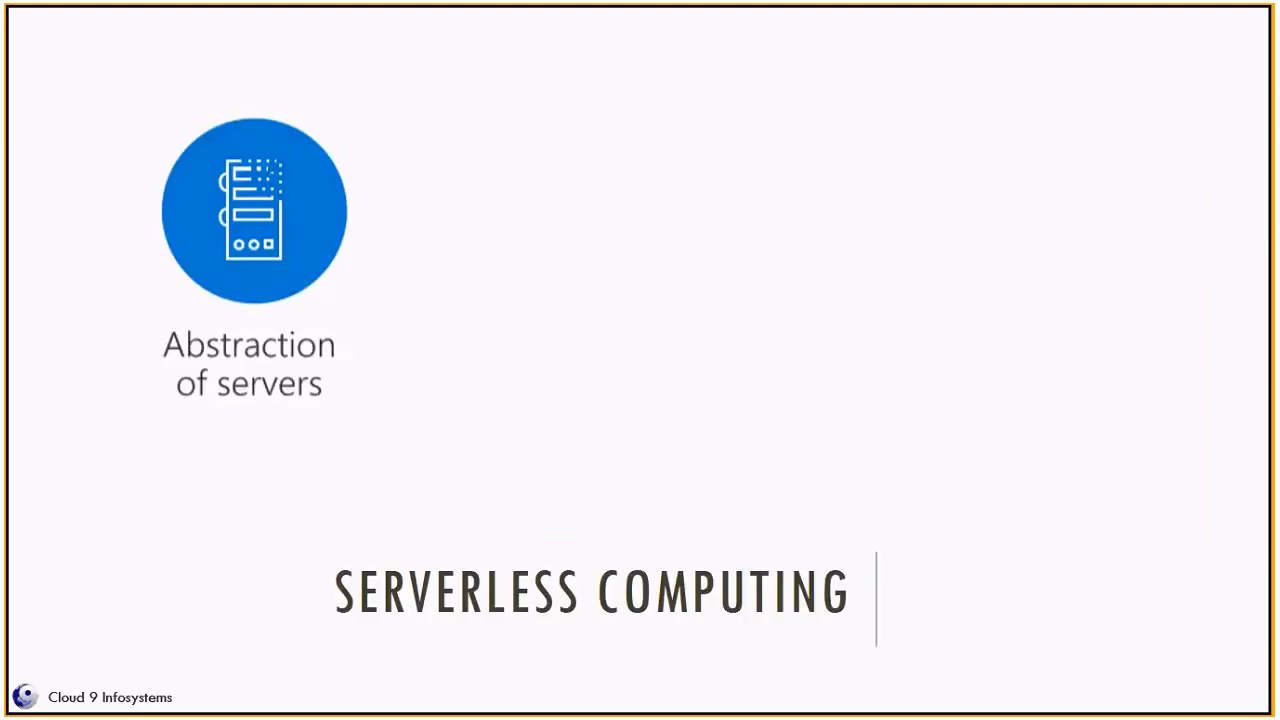 Abstraction
of servers
SERVERLESS COMPUTING
Cloud 9 Infosystems